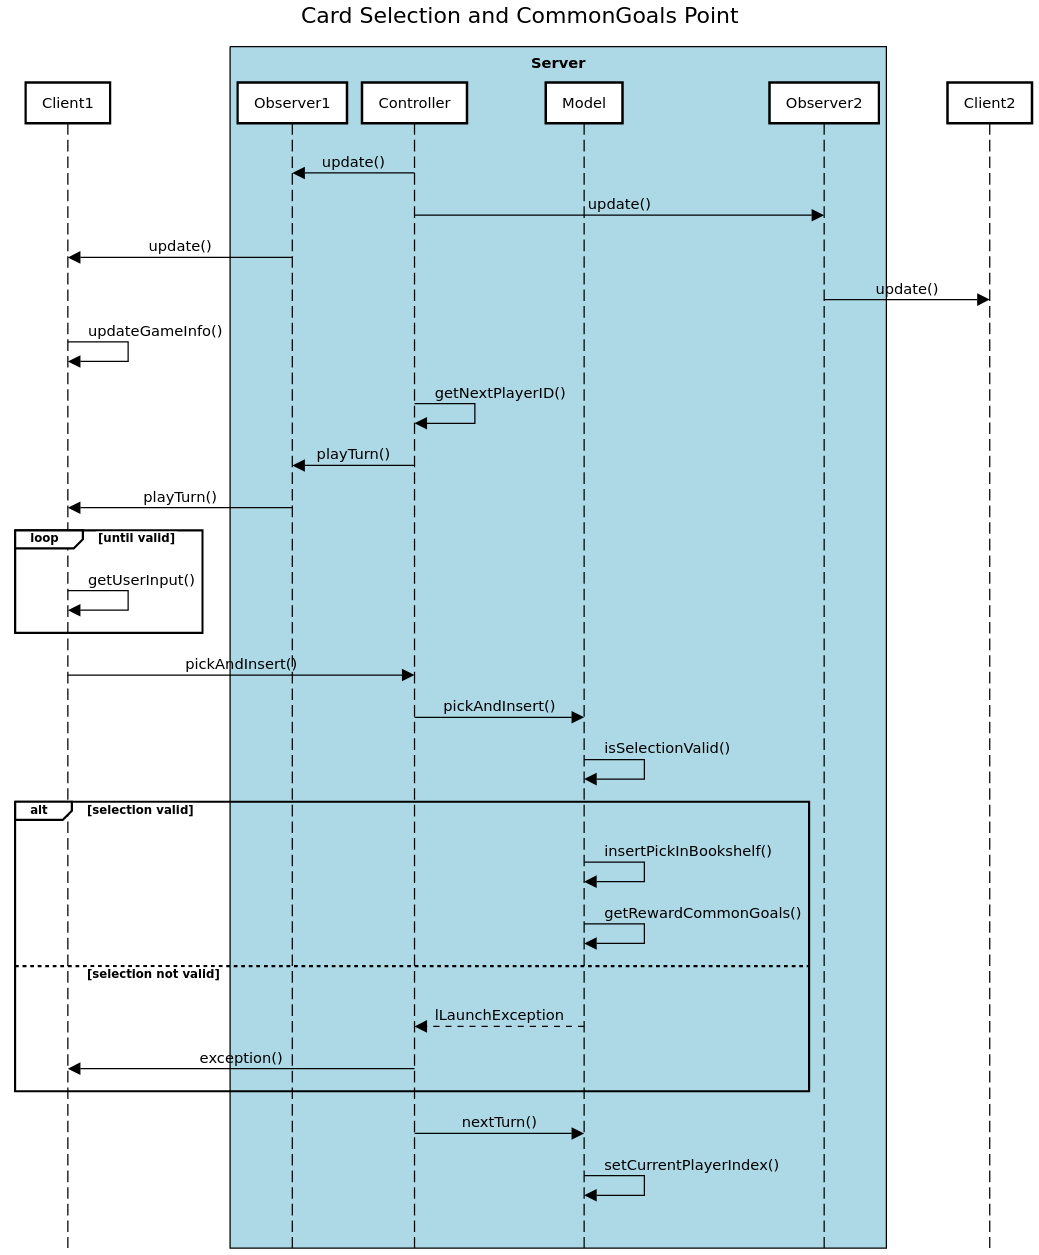 Card Selection and CommonGoals Point
Server
Client1
Observer1
Controller
Model
Observer2
Client2
update()
update()
update()
update()
updateGameInfo()
getNextPlayerID()
playTurn()
playTurn()
loop
[until valid]
getUserInput()
pickAndInsert()
pickAndInsert()
isSelectionValid()
alt
[selection valid]
insertPickInBookshelf()
getRewardCommonGoals()
[selection not valid]
lLaunchException
exception()
nextTurn()
setCurrentPlayerIndex()